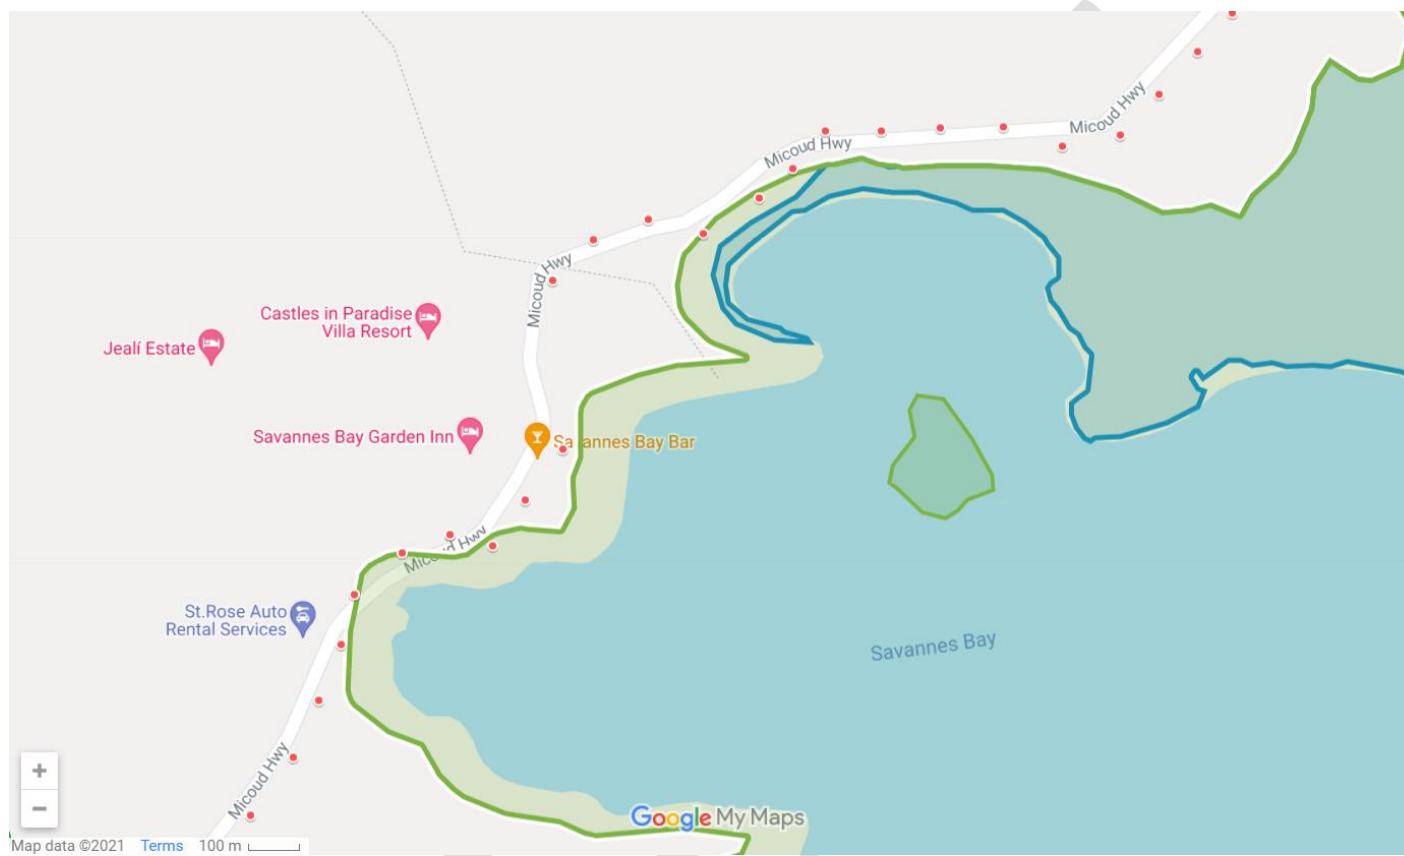 Micoud Hwy
Micoud Hwy
Micoud Hwy
Castles in Paradise
Villa Resort
Jealí Estate
Savannes Bay Garden Inn
Savannes Bay Bar
Micoud Hwy
St.Rose Auto
Rental Services
Savannes Bay
Micoud Hwy
+
−
Google My Maps
Map data ©2021 Terms 100 m